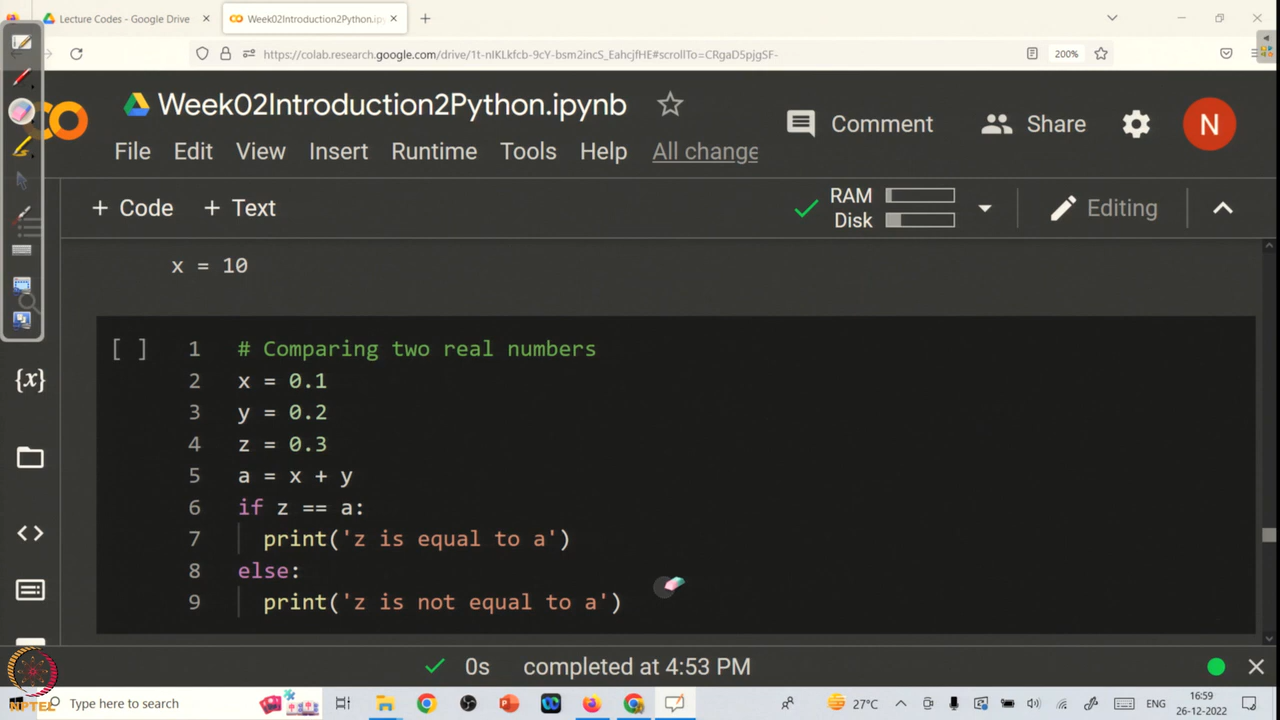 Lecture Codes - Google Drive
Week02Introduction2Python.ipyn
https://colab.research.google.com/drive/1t-nIKLkfcb-9cY-bsm2incS_EahcjfHE#scrollTo=CRgaD5pjgSF-
200%
Week02Introduction2Python.ipynb
Comment
Share
N
File Edit View Insert Runtime Tools Help All change
+ Code + Text
RAM
Disk
Editing
x = 10
[ ]
1 # Comparing two real numbers
2 x = 0.1
3 y = 0.2
4 z = 0.3
5 a = x + y
6 if z == a:
7 print('z is equal to a')
8 else:
9 print('z is not equal to a')
{x}
0s completed at 4:53 PM
NPTEL
Type here to search
27°C
ENG
16:59
26-12-2022